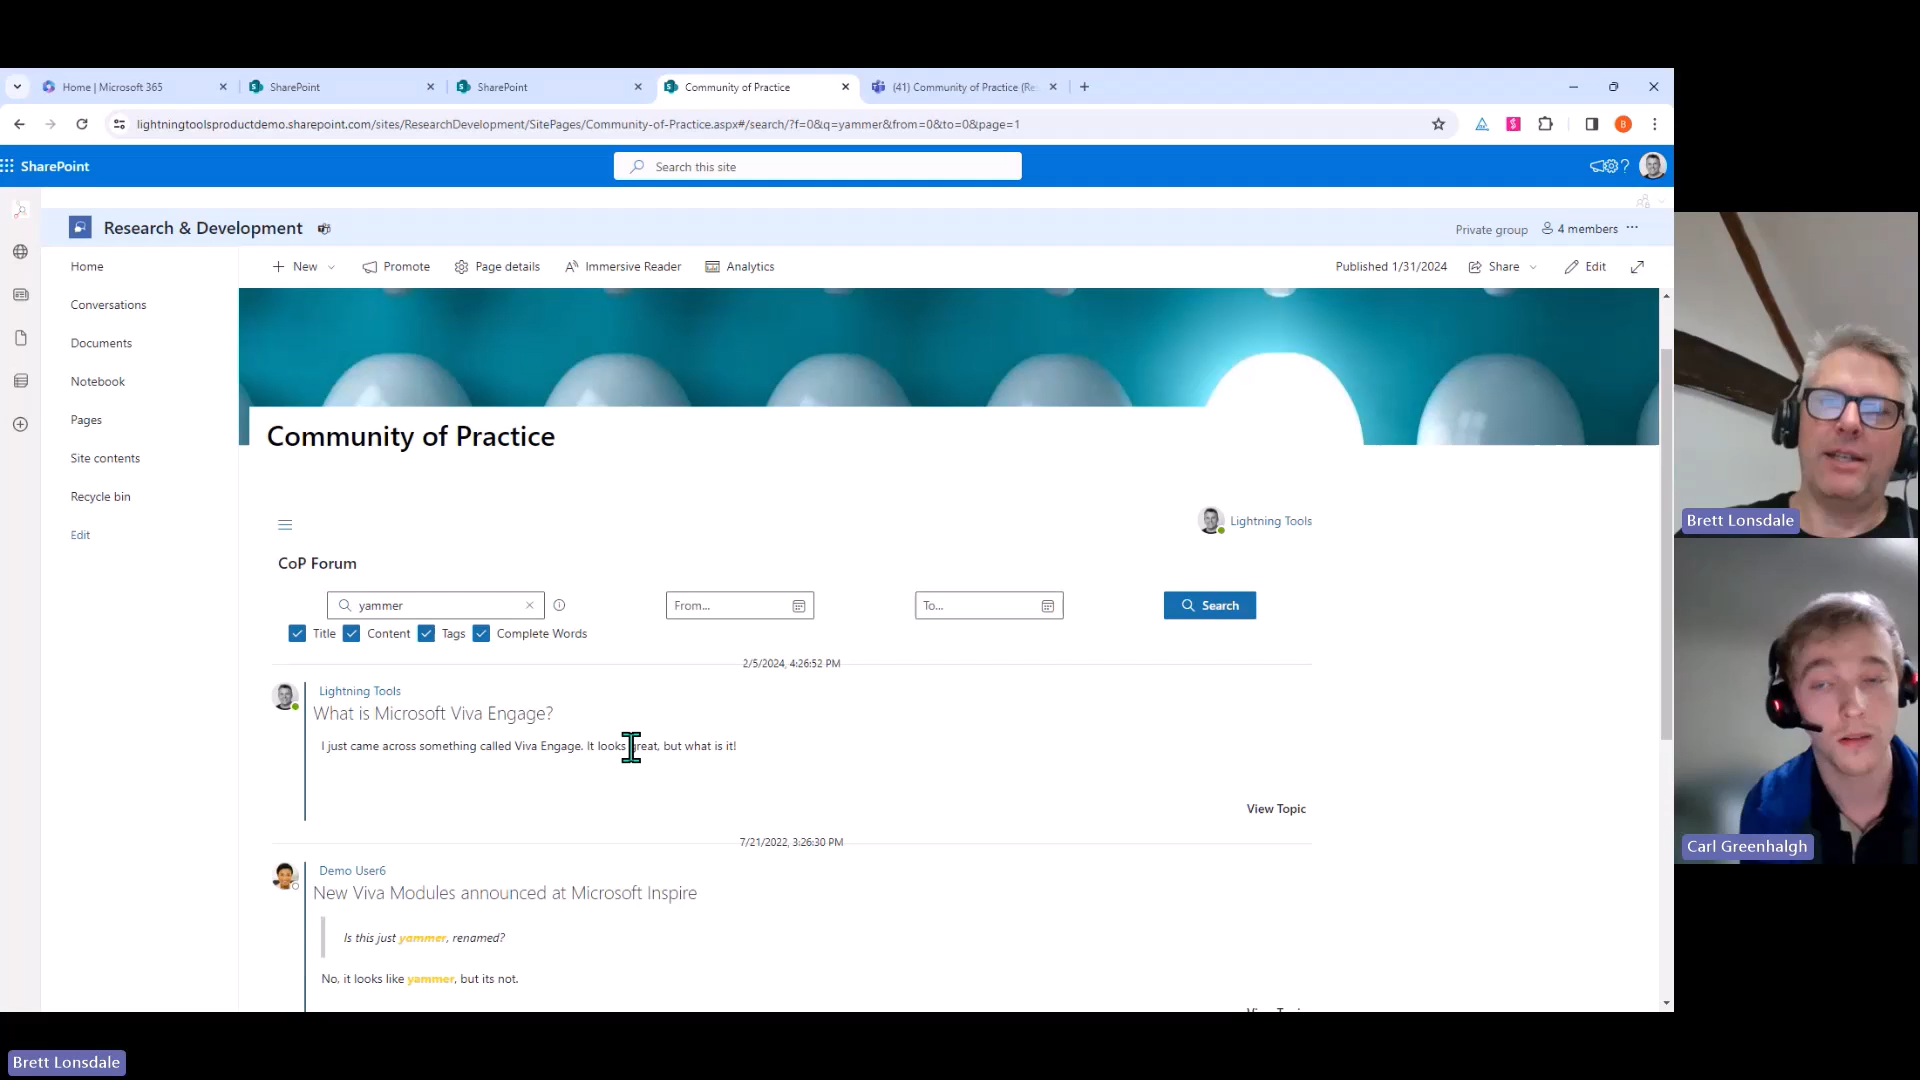 Home | Microsoft 365
SharePoint
SharePoint
Community of Practice
(41) Community of Practice (Re
lightningtoolsproductdemo.sharepoint.com/sites/ResearchDevelopment/SitePages/Community-of-Practice.aspx#/search/?f=0&q=yammer&from=0&to=0&page=1
B
SharePoint
Search this site
?
Research & Development
Private group
4 members
Home
Conversations
Documents
Notebook
Pages
Site contents
Recycle bin
Edit
New
Promote
Page details
Immersive Reader
Analytics
Published 1/31/2024
Share
Edit
Community of Practice
Lightning Tools
CoP Forum
yammer
From...
To...
Search
Title
Content
Tags
Complete Words
2/5/2024, 4:26:52 PM
Lightning Tools
What is Microsoft Viva Engage?
I just came across something called Viva Engage. It looks great, but what is it!
View Topic
7/21/2022, 3:26:30 PM
Demo User6
New Viva Modules announced at Microsoft Inspire
Is this just yammer, renamed?
No, it looks like yammer, but its not.
View Topic
Brett Lonsdale
Carl Greenhalgh
Brett Lonsdale